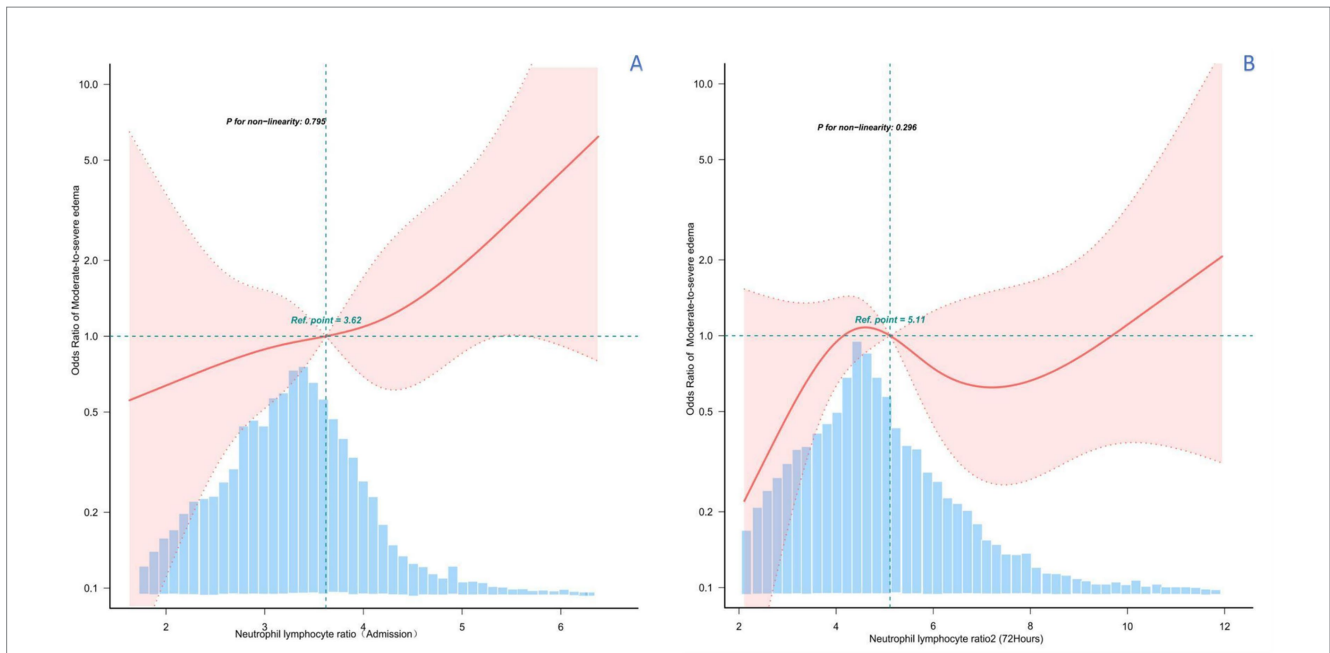 A
10.0
5.0
2.0
1.0
0.5
0.2
0.1
Odds Ratio of Moderate-to-severe edema
P for non-linearity: 0.795
Ref. point = 3.62
2 3 4 5 6
Neutrophil lymphocyte ratio（Admission）
B
10.0
5.0
2.0
1.0
0.5
0.2
0.1
Odds Ratio of Moderate-to-severe edema
P for non-linearity: 0.296
Ref. point = 5.11
2 4 6 8 10 12
Neutrophil lymphocyte ratio2 (72Hours)